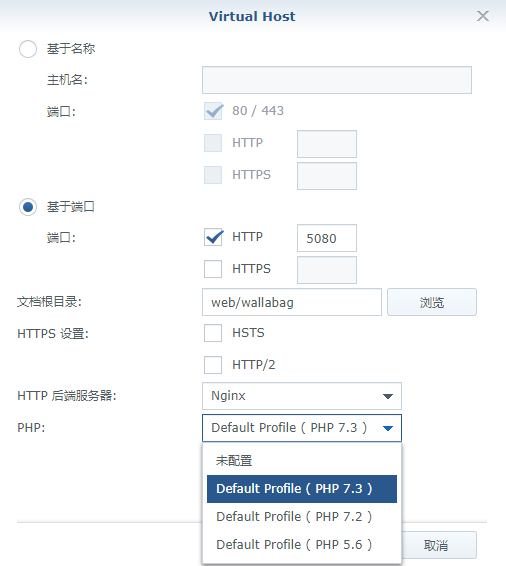 Virtual Host
基于名称
主机名:
端口: 80 / 443
HTTP
HTTPS
基于端口
端口: HTTP 5080
HTTPS
文档根目录: web/wallabag 浏览
HTTPS 设置: HSTS
HTTP/2
HTTP 后端服务器: Nginx
PHP: Default Profile ( PHP 7.3 )
未配置
Default Profile ( PHP 7.3 )
Default Profile ( PHP 7.2 )
Default Profile ( PHP 5.6 ) 取消